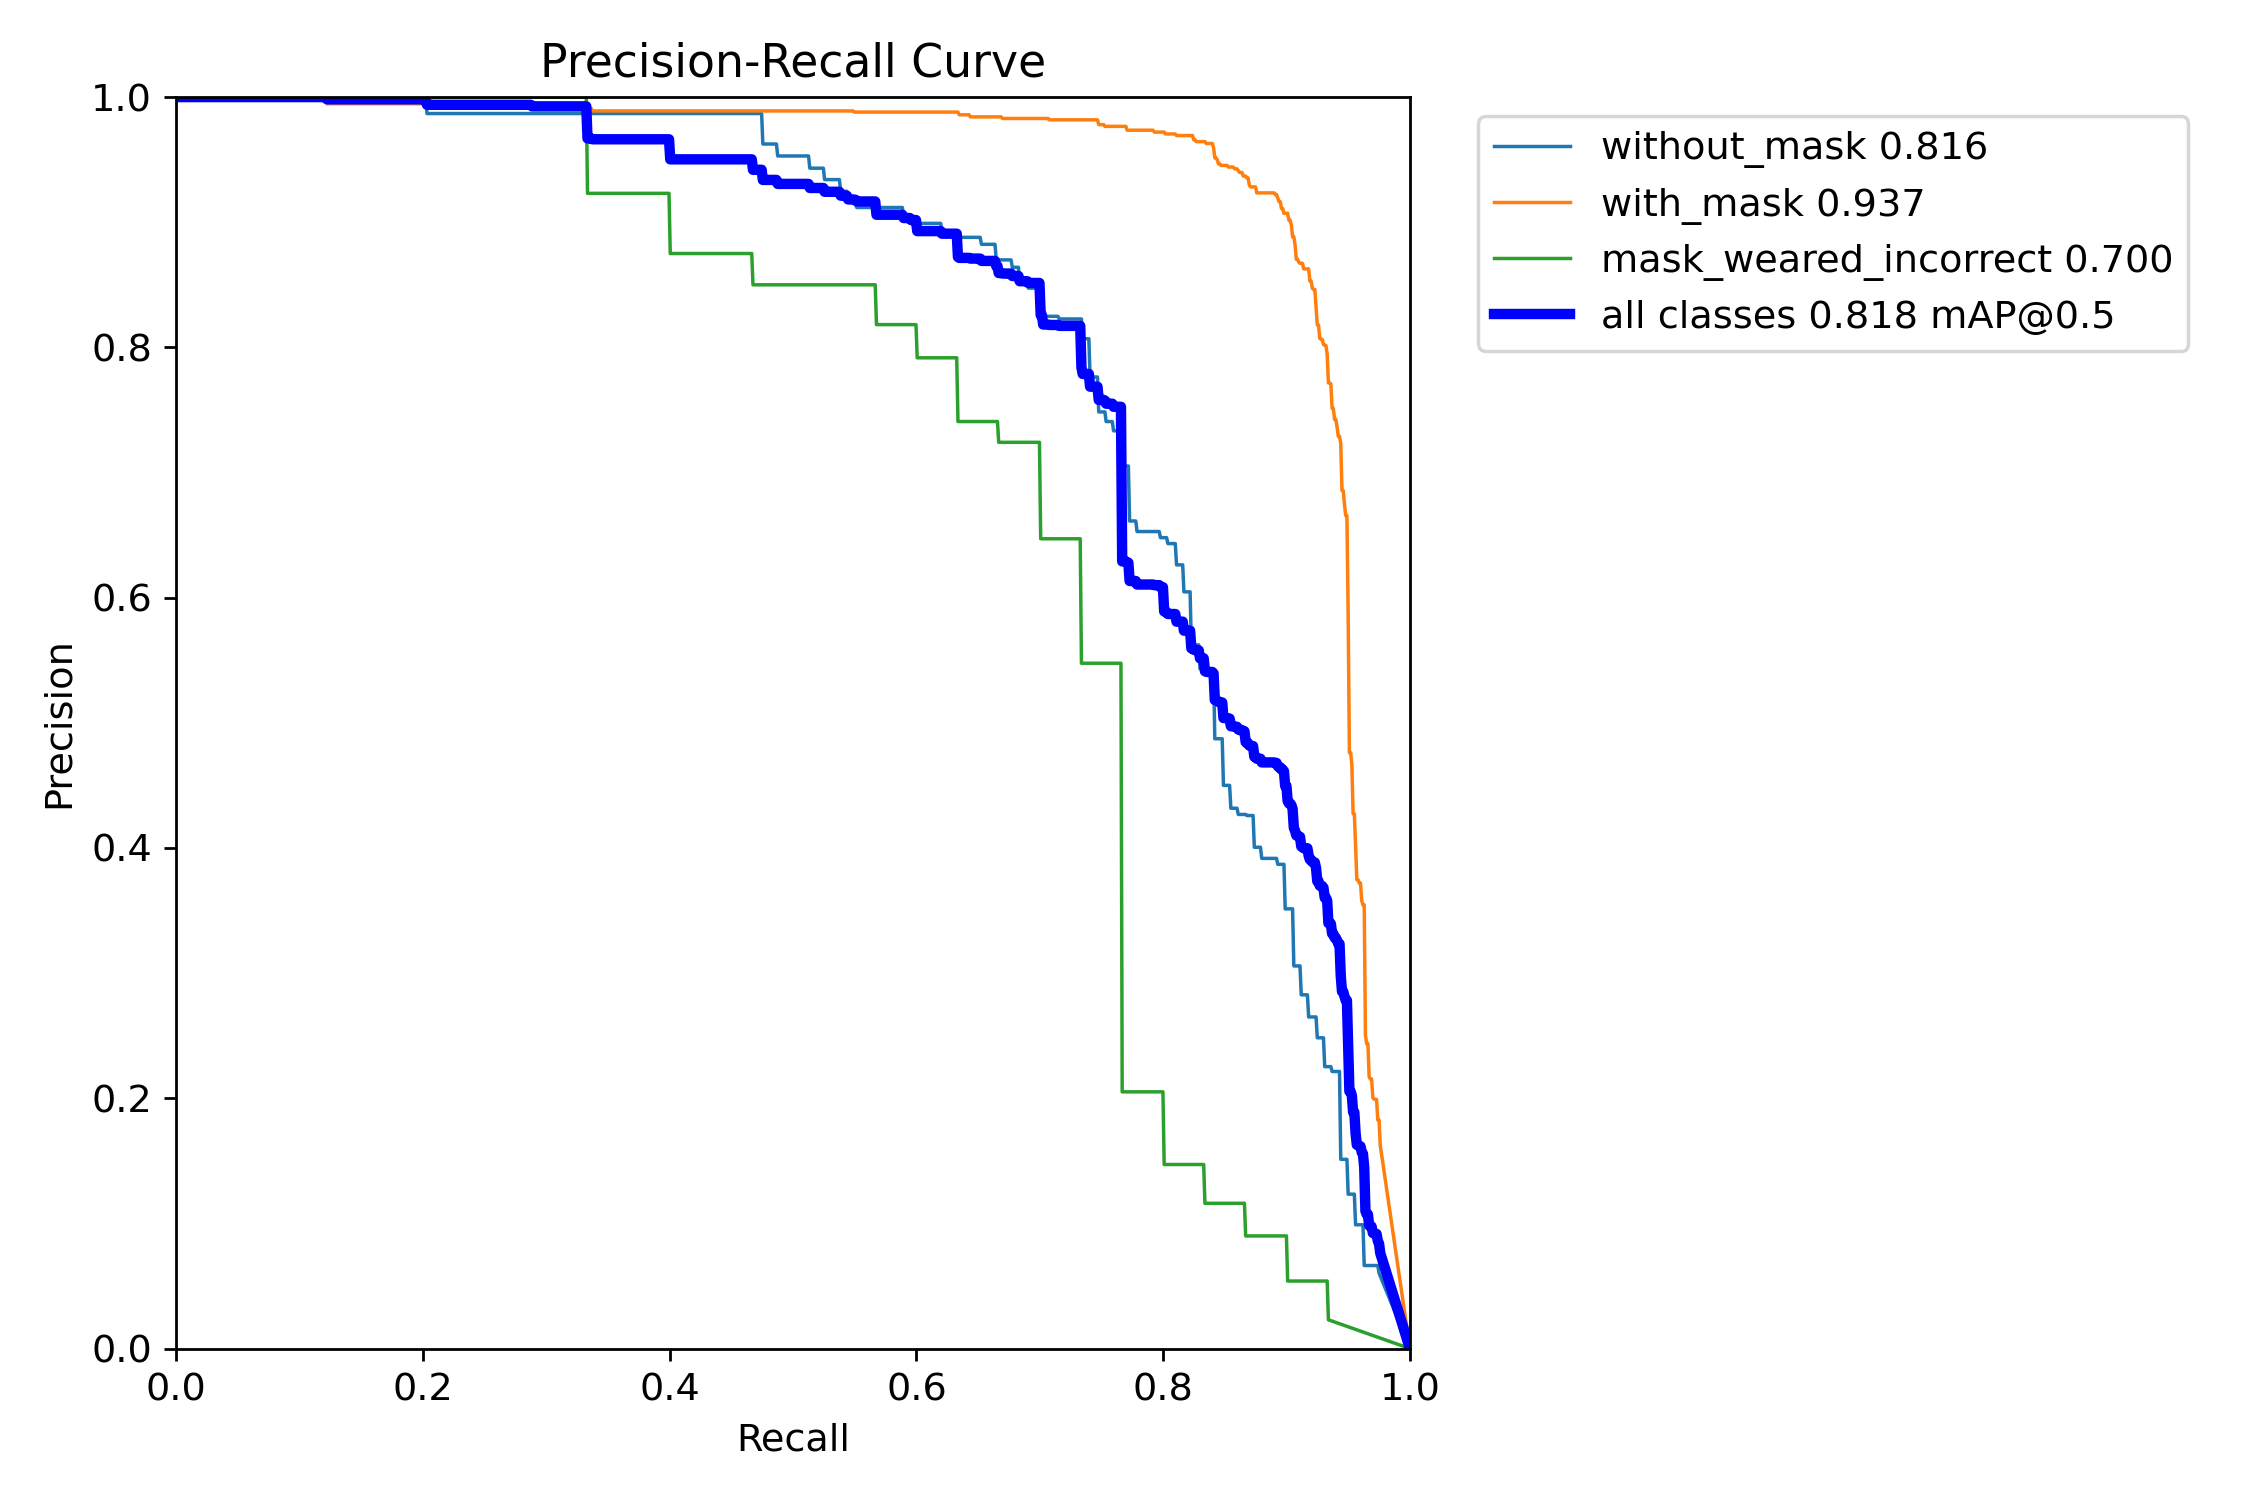 Precision-Recall Curve
1.0
0.8
0.6
0.4
0.2
0.0
Precision
0.0 0.2 0.4 0.6 0.8 1.0
Recall
without_mask 0.816
with_mask 0.937
mask_weared_incorrect 0.700
all classes 0.818 mAP@0.5